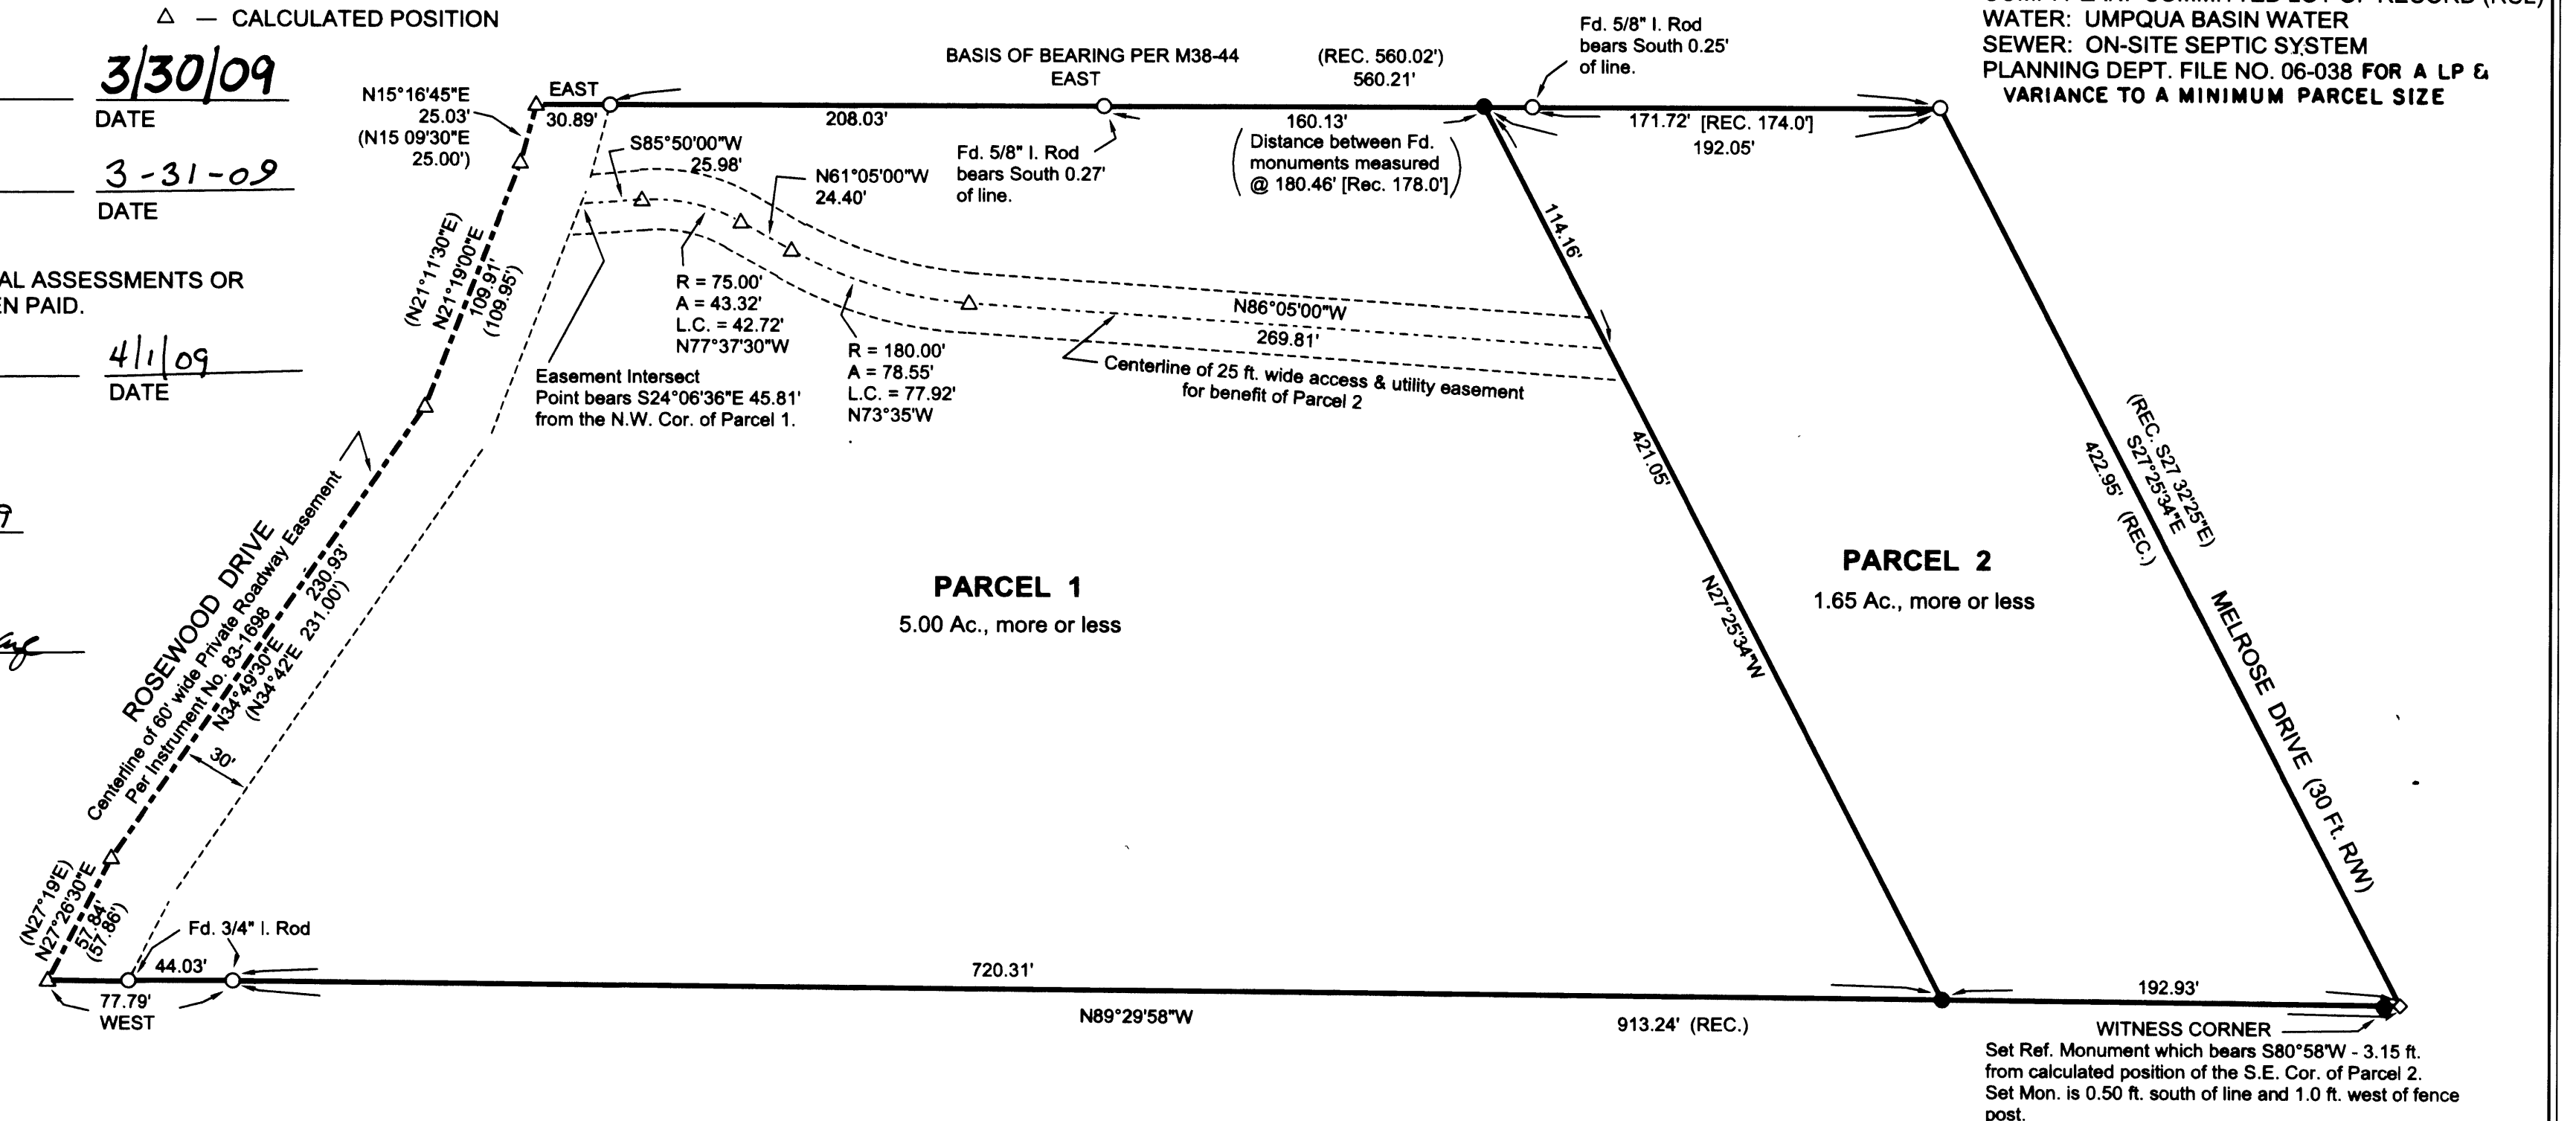 △ — CALCULATED POSITION
3/30/09
DATE
3-31-09
DATE
AL ASSESSMENTS OR
EN PAID.
4/1/09
DATE
9
WATER: UMPQUA BASIN WATER
SEWER: ON-SITE SEPTIC SYSTEM
PLANNING DEPT. FILE NO. 06-038 FOR A LP &
VARIANCE TO A MINIMUM PARCEL SIZE
Fd. 5/8" I. Rod
bears South 0.25'
of line.
BASIS OF BEARING PER M38-44
EAST
(REC. 560.02')
560.21'
N15°16'45"E
25.03'
(N15 09'30"E
25.00')
EAST
30.89'
208.03'
160.13'
171.72' [REC. 174.0']
192.05'
S85°50'00"W
25.98'
N61°05'00"W
24.40'
Fd. 5/8" I. Rod
bears South 0.27'
of line.
Distance between Fd.
monuments measured
@ 180.46' [Rec. 178.0']
114.16'
(N21°11'30"E)
N21°19'00"E
109.91'
(109.95')
R = 75.00'
A = 43.32'
L.C. = 42.72'
N77°37'30"W
R = 180.00'
A = 78.55'
L.C. = 77.92'
N73°35'W
N86°05'00"W
269.81'
Centerline of 25 ft. wide access & utility easement
for benefit of Parcel 2
Easement Intersect
Point bears S24°06'36"E 45.81'
from the N.W. Cor. of Parcel 1.
421.05'
N27°25'34"W
(REC. S27 32'25"E)
S27°25'34"E
422.95' (REC.)
PARCEL 1
5.00 Ac., more or less
PARCEL 2
1.65 Ac., more or less
MELROSE DRIVE (30 Ft. R/W)
ROSEWOOD DRIVE
Centerline of 60' wide Private Roadway Easement
Per Instrument No. 83-1698
230.93'
N34°49'30"E
(N34°42'E 231.00')
30'
(N27°19'E)
N27°26'30"E
57.84'
(57.86')
Fd. 3/4" I. Rod
44.03'
77.79'
WEST
720.31'
N89°29'58"W
913.24' (REC.)
192.93'
WITNESS CORNER
Set Ref. Monument which bears S80°58'W - 3.15 ft.
from calculated position of the S.E. Cor. of Parcel 2.
Set Mon. is 0.50 ft. south of line and 1.0 ft. west of fence
post.